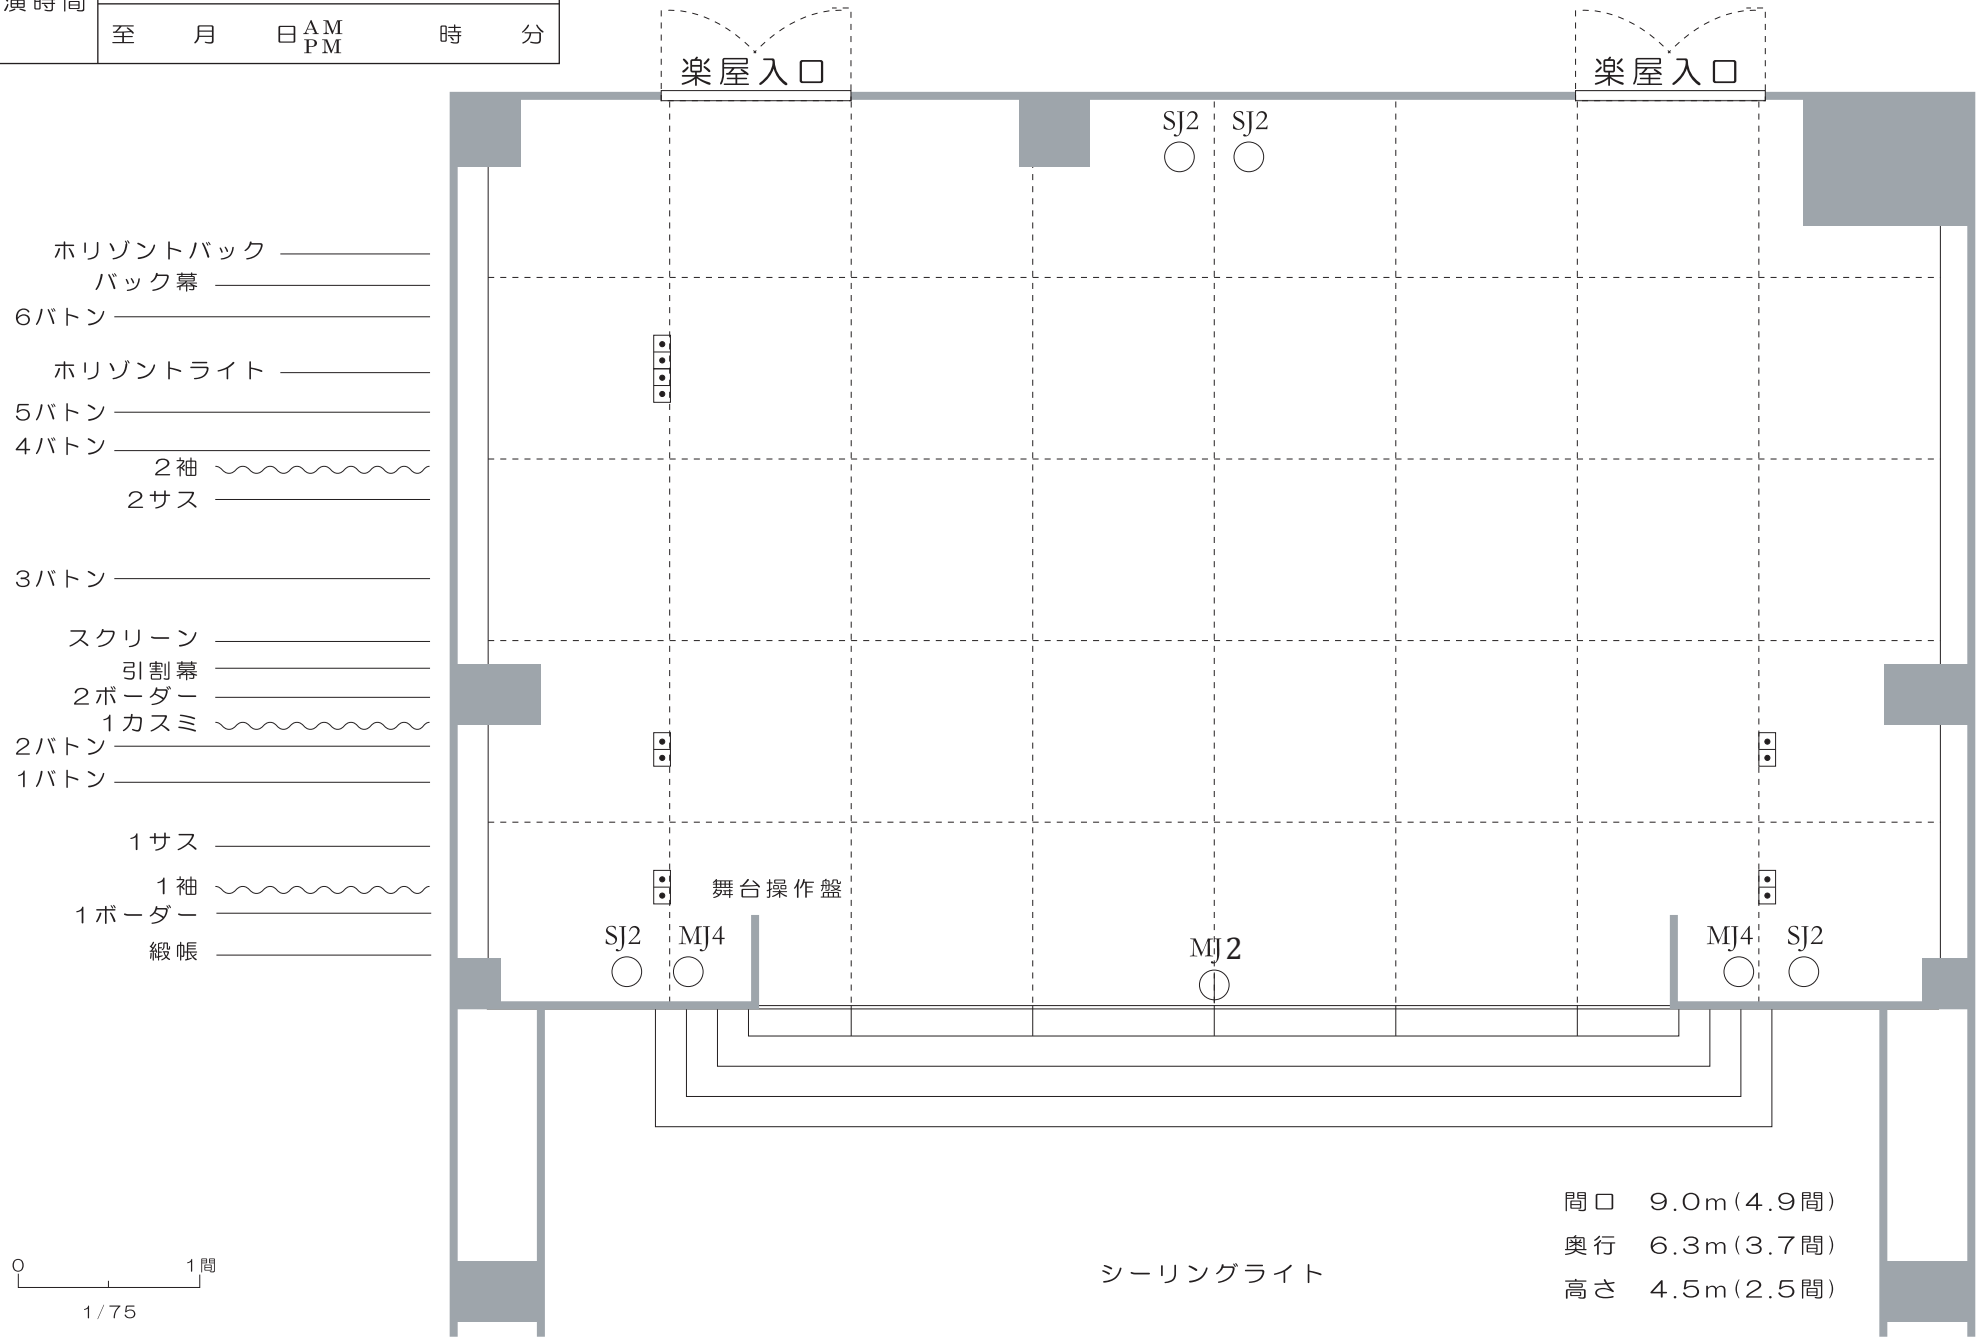 演時間
至 月 日 AM PM 時 分
楽屋入口
楽屋入口
SJ2 SJ2
ホリゾントバック
バック幕
6バトン
ホリゾントライト
5バトン
4バトン
2袖
2サス
3バトン
スクリーン
引割幕
2ボーダー
1カスミ
2バトン
1バトン
1サス
1袖
舞台操作盤
1ボーダー
緞帳
SJ2 MJ4
MJ2
MJ4 SJ2
間口 9.0m(4.9間)
奥行 6.3m(3.7間)
高さ 4.5m(2.5間)
シーリングライト
0 1間
1/75